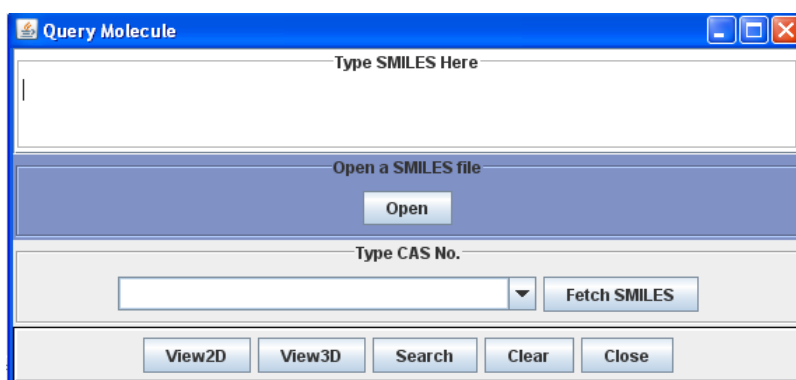 Query Molecule
Type SMILES Here
Open a SMILES file
Open
Type CAS No.
Fetch SMILES
View2D View3D Search Clear Close